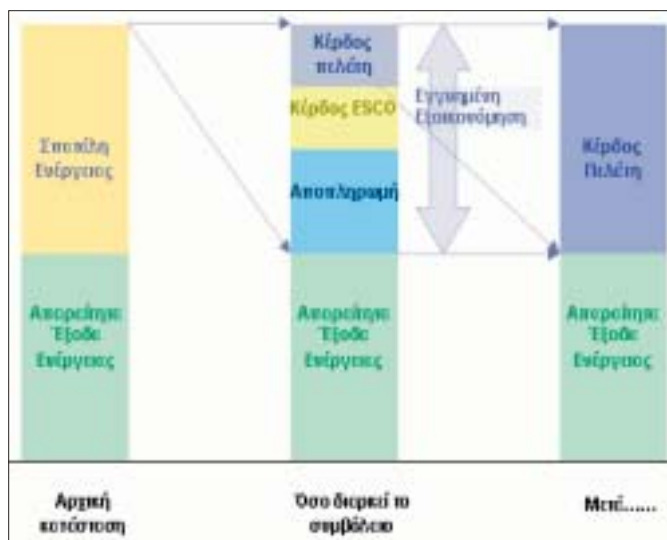 Κέρδος
πελάτη
Κέρδος ESCO
Αποπληρωμή
Εγγυημένη
Εξοικονόμηση
Σπατάλη
Ενέργειας
Κέρδος
Πελάτη
Απαραίτητα
Έξοδα
Ενέργειας
Απαραίτητα
Έξοδα
Ενέργειας
Απαραίτητα
Έξοδα
Ενέργειας
Αρχική
κατάσταση
Όσο διαρκεί το
συμβόλαιο
Μετά......